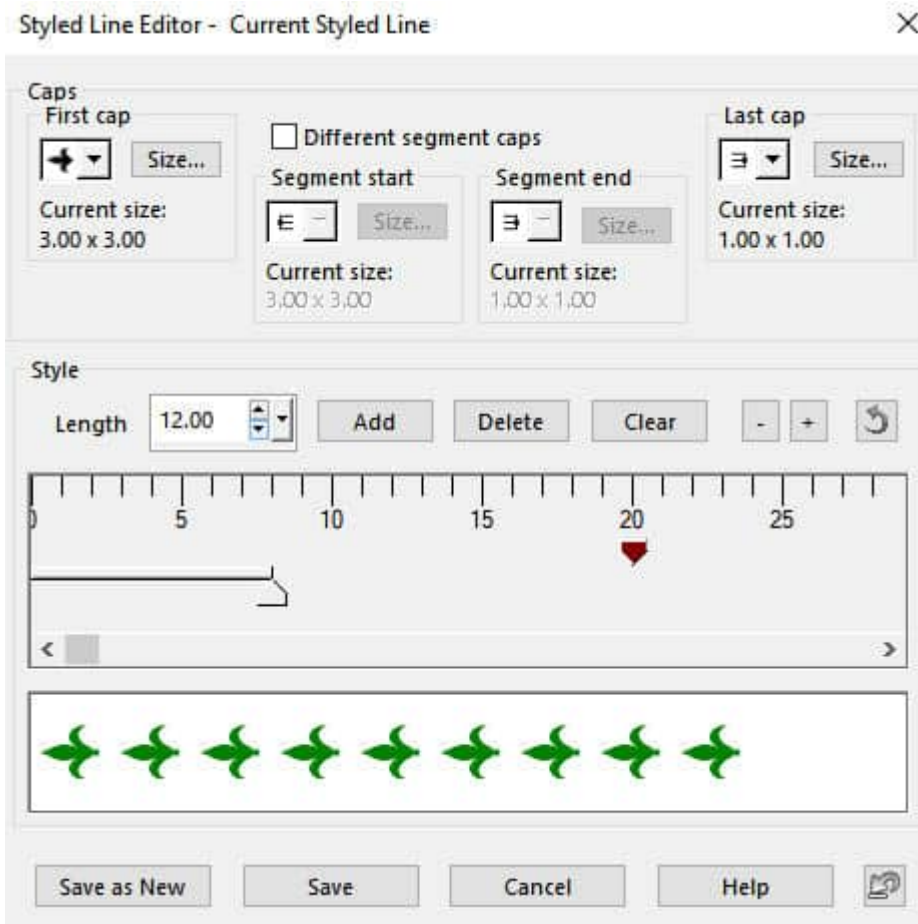 Styled Line Editor - Current Styled Line
Caps
First cap
Size...
Current size:
3.00 x 3.00
Different segment caps
Segment start
Size...
Current size:
3.00 x 3.00
Segment end
Size...
Current size:
1.00 x 1.00
Last cap
Size...
Current size:
1.00 x 1.00
Style
Length 12.00 Add Delete Clear - +
0 5 10 15 20 25
Save as New Save Cancel Help